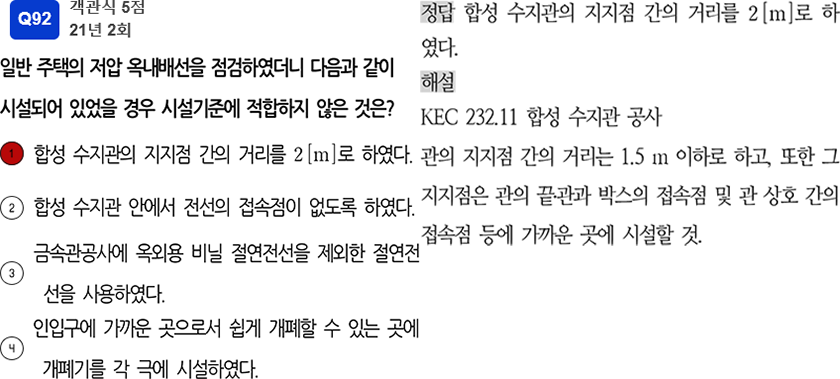 Q92
객관식 5점
21년 2회
일반 주택의 저압 옥내배선을 점검하였더니 다음과 같이
시설되어 있었을 경우 시설기준에 적합하지 않은 것은?
1 합성 수지관의 지지점 간의 거리를 2[m]로 하였다.
2 합성 수지관 안에서 전선의 접속점이 없도록 하였다.
3 금속관공사에 옥외용 비닐 절연전선을 제외한 절연전
선을 사용하였다.
4 인입구에 가까운 곳으로서 쉽게 개폐할 수 있는 곳에
개폐기를 각 극에 시설하였다.
정답 합성 수지관의 지지점 간의 거리를 2[m]로 하
였다.
해설
KEC 232.11 합성 수지관 공사
관의 지지점 간의 거리는 1.5 m 이하로 하고, 또한 그
지지점은 관의 끝·관과 박스의 접속점 및 관 상호 간의
접속점 등에 가까운 곳에 시설할 것.